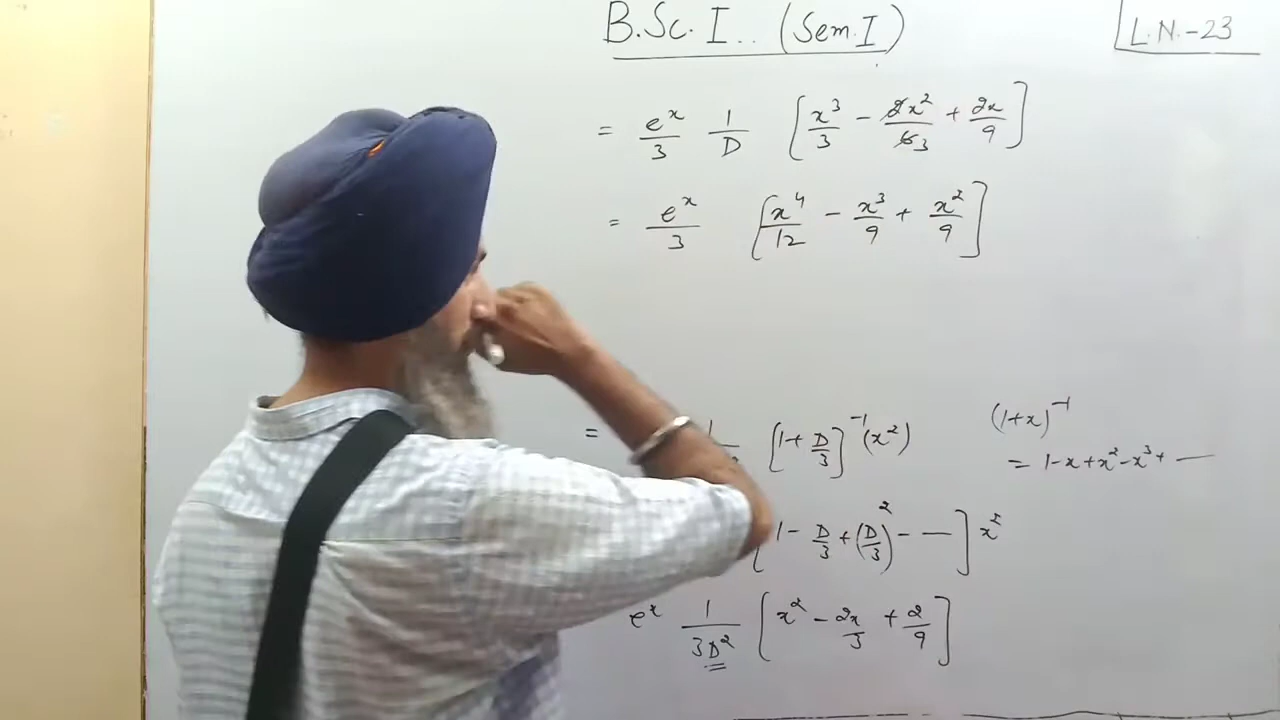 B.Sc. I.. (Sem. I)
L.N.-23
= e^x/3 1/D [x^3/3 - 2x^2/6 3 + 2x/9]
= e^x/3 [x^4/12 - x^3/9 + x^2/9]
= [1 + D/3]^-1 (x^2)
(1+x)^-1
= 1-x+x^2-x^3+ —
[1 - D/3 + (D/3)^2 - — ] x^2
e^x 1/3D^2 [x^2 - 2x/3 + 2/9]